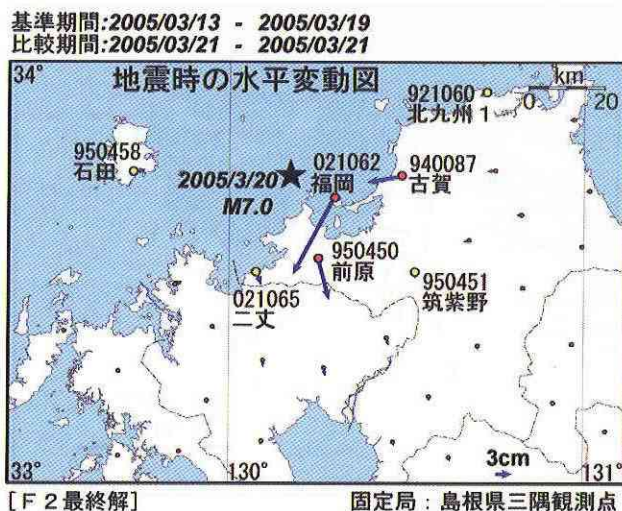 基準期間:2005/03/13 - 2005/03/19
比較期間:2005/03/21 - 2005/03/21
34°
地震時の水平変動図
921060
北九州1
km
0 20
950458
石田
2005/3/20
M7.0
021062
福岡
940087
古賀
950450
前原
950451
筑紫野
021065
二丈
33°
130°
3cm
131°
[F2最終解]
固定局:島根県三隅観測点